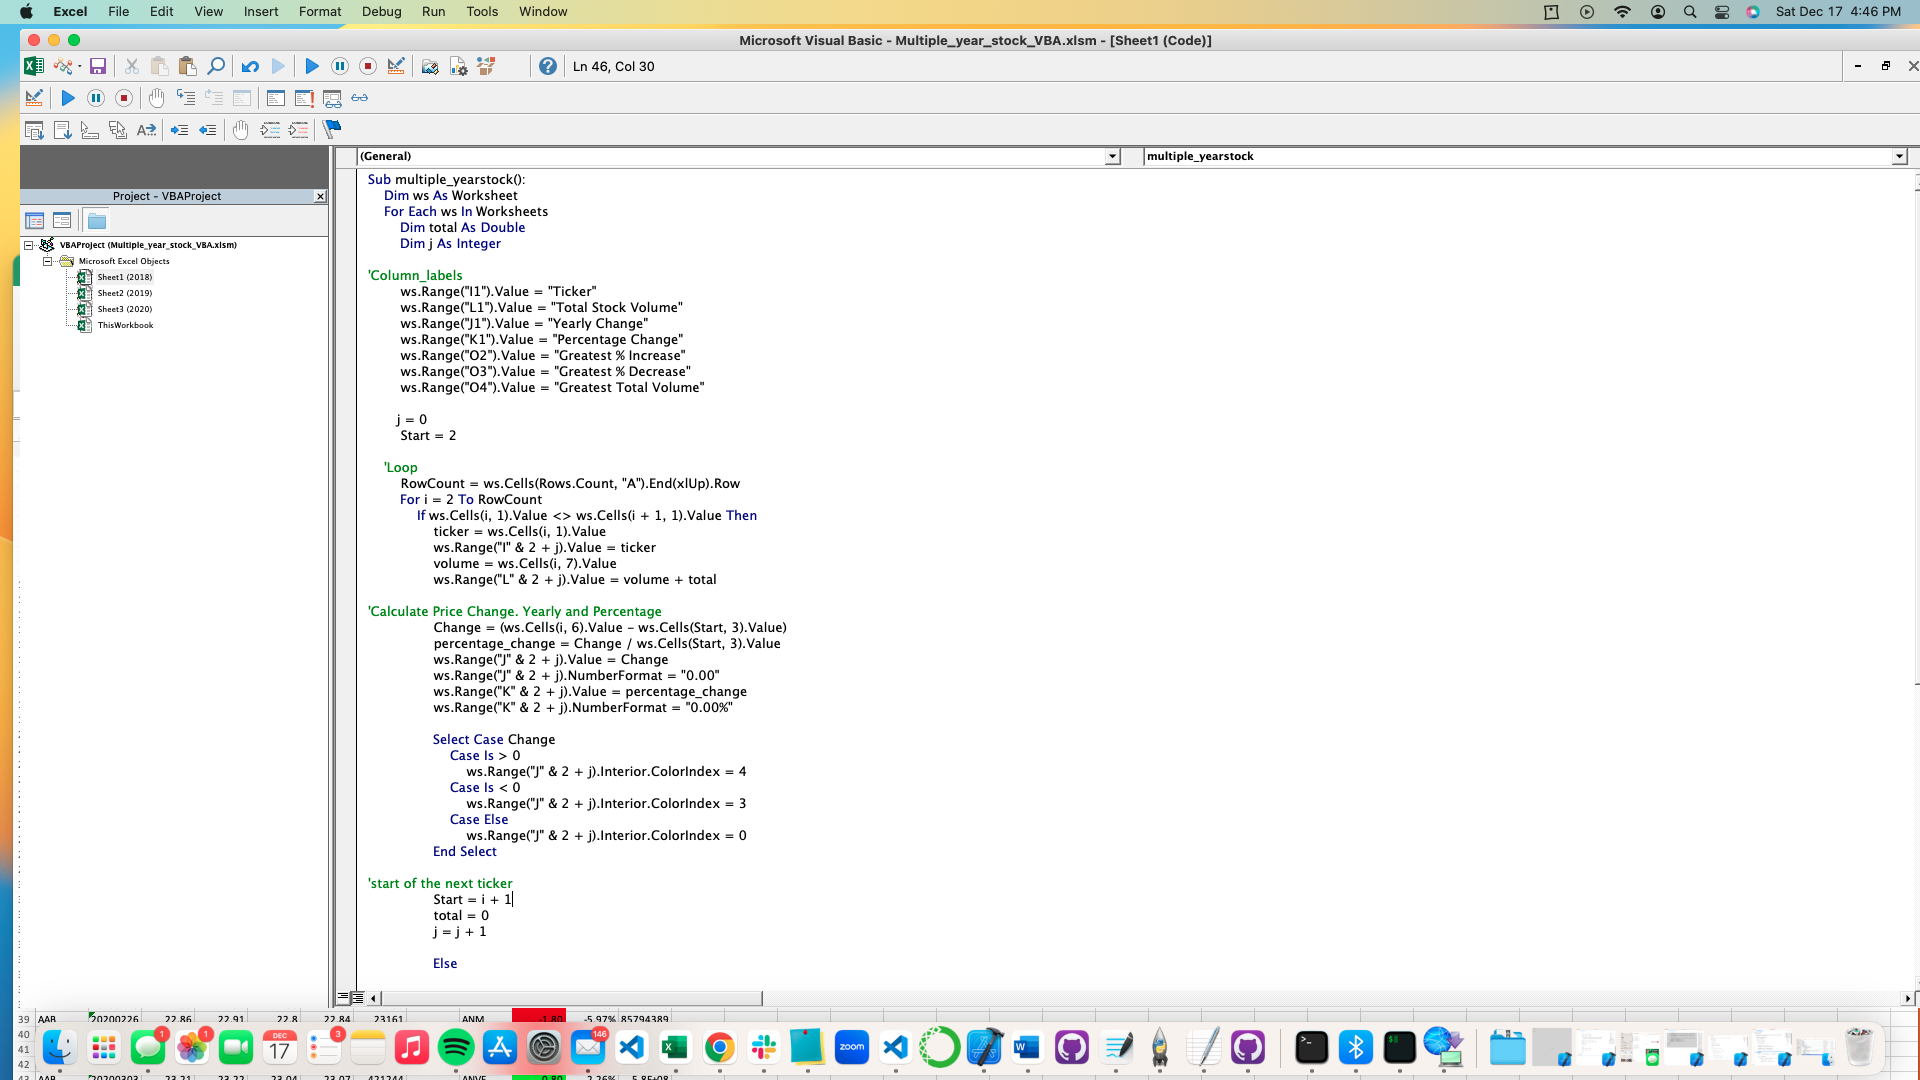 Excel File Edit View Insert Format Debug Run Tools Window Sat Dec 17 4:46 PM
Microsoft Visual Basic - Multiple_year_stock_VBA.xlsm - [Sheet1 (Code)]
Ln 46, Col 30
(General) multiple_yearstock
Project - VBAProject
VBAProject (Multiple_year_stock_VBA.xlsm)
Microsoft Excel Objects
Sheet1 (2018)
Sheet2 (2019)
Sheet3 (2020)
ThisWorkbook
Sub multiple_yearstock():
Dim ws As Worksheet
For Each ws In Worksheets
Dim total As Double
Dim j As Integer
'Column_labels
ws.Range("I1").Value = "Ticker"
ws.Range("L1").Value = "Total Stock Volume"
ws.Range("J1").Value = "Yearly Change"
ws.Range("K1").Value = "Percentage Change"
ws.Range("O2").Value = "Greatest % Increase"
ws.Range("O3").Value = "Greatest % Decrease"
ws.Range("O4").Value = "Greatest Total Volume"
j = 0
Start = 2
'Loop
RowCount = ws.Cells(Rows.Count, "A").End(xlUp).Row
For i = 2 To RowCount
If ws.Cells(i, 1).Value <> ws.Cells(i + 1, 1).Value Then
ticker = ws.Cells(i, 1).Value
ws.Range("I" & 2 + j).Value = ticker
volume = ws.Cells(i, 7).Value
ws.Range("L" & 2 + j).Value = volume + total
'Calculate Price Change. Yearly and Percentage
Change = (ws.Cells(i, 6).Value - ws.Cells(Start, 3).Value)
percentage_change = Change / ws.Cells(Start, 3).Value
ws.Range("J" & 2 + j).Value = Change
ws.Range("J" & 2 + j).NumberFormat = "0.00"
ws.Range("K" & 2 + j).Value = percentage_change
ws.Range("K" & 2 + j).NumberFormat = "0.00%"
Select Case Change
Case Is > 0
ws.Range("J" & 2 + j).Interior.ColorIndex = 4
Case Is < 0
ws.Range("J" & 2 + j).Interior.ColorIndex = 3
Case Else
ws.Range("J" & 2 + j).Interior.ColorIndex = 0
End Select
'start of the next ticker
Start = i + 1
total = 0
j = j + 1
Else
39 AAB 20200226 22.86 22.91 22.8 22.84 23161 ANM -1.80 -5.97% 85794389
40
41
42
43 AAB 20200303 23.21 23.22 23.04 23.07 421244 ANVF 0.80 2.26% 5.8E+08
1
1
DEC
17
3
146
zoom